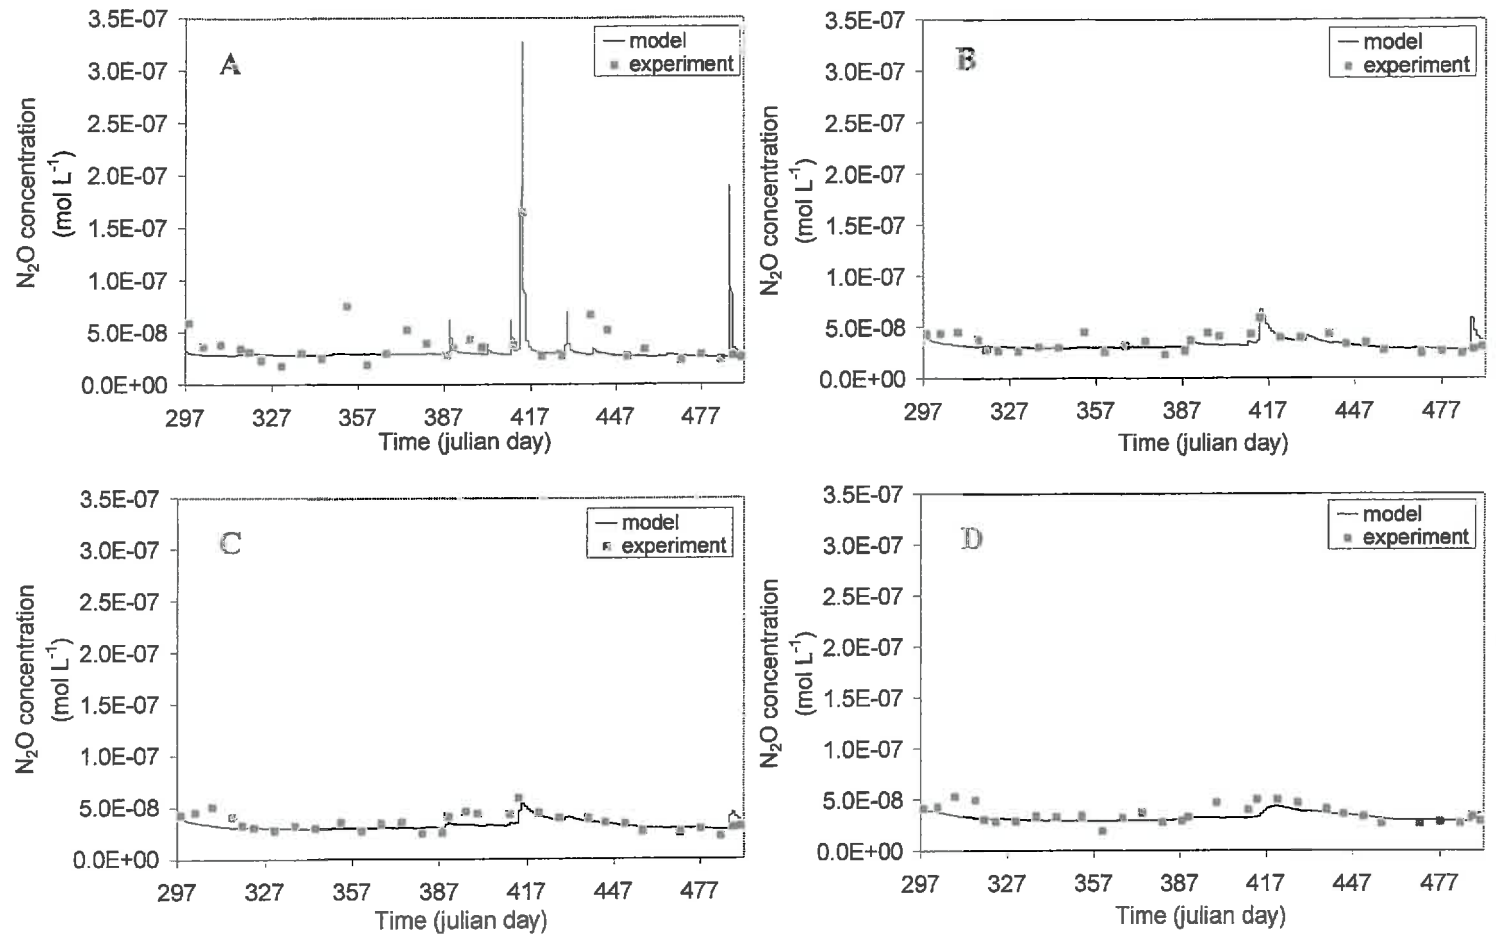 A
3.5E-07
3.0E-07
2.5E-07
2.0E-07
1.5E-07
1.0E-07
5.0E-08
0.0E+00
N₂O concentration
(mol L⁻¹)
model
experiment
297 327 357 387 417 447 477
Time (julian day)
B
3.5E-07
3.0E-07
2.5E-07
2.0E-07
1.5E-07
1.0E-07
5.0E-08
0.0E+00
N₂O concentration
(mol L⁻¹)
model
experiment
297 327 357 387 417 447 477
Time (julian day)
C
3.5E-07
3.0E-07
2.5E-07
2.0E-07
1.5E-07
1.0E-07
5.0E-08
0.0E+00
N₂O concentration
(mol L⁻¹)
model
experiment
297 327 357 387 417 447 477
Time (julian day)
D
3.5E-07
3.0E-07
2.5E-07
2.0E-07
1.5E-07
1.0E-07
5.0E-08
0.0E+00
N₂O concentration
(mol L⁻¹)
model
experiment
297 327 357 387 417 447 477
Time (julian day)